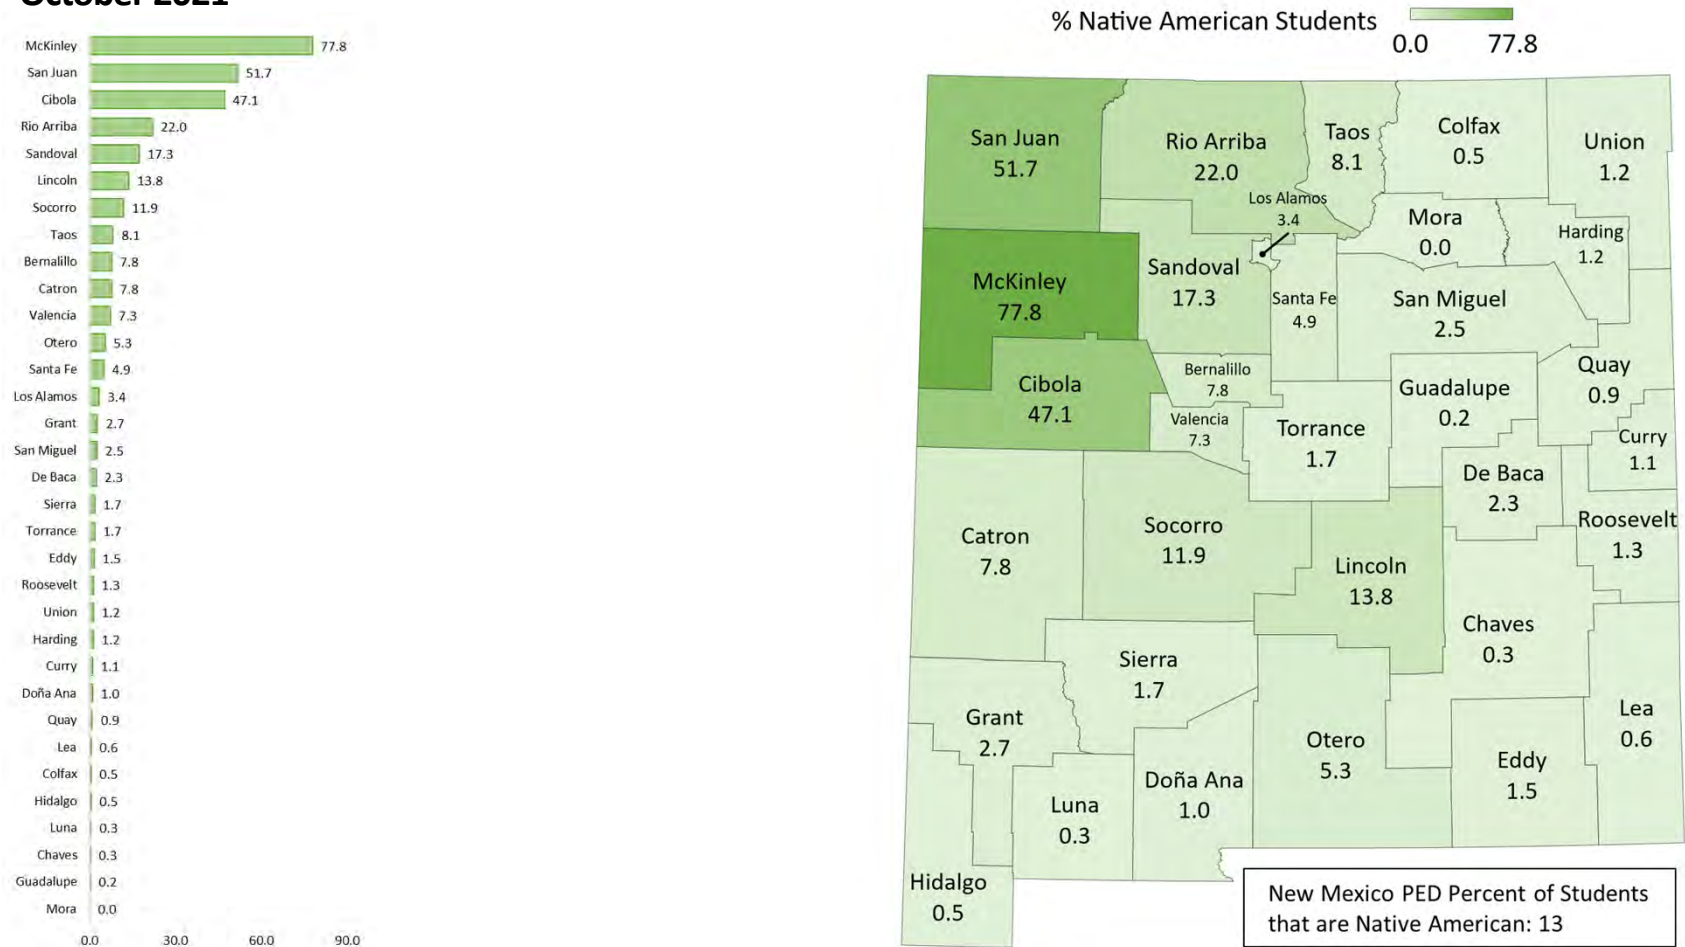 October 2021
McKinley 77.8
San Juan 51.7
Cibola 47.1
Rio Arriba 22.0
Sandoval 17.3
Lincoln 13.8
Socorro 11.9
Taos 8.1
Bernalillo 7.8
Catron 7.8
Valencia 7.3
Otero 5.3
Santa Fe 4.9
Los Alamos 3.4
Grant 2.7
San Miguel 2.5
De Baca 2.3
Sierra 1.7
Torrance 1.7
Eddy 1.5
Roosevelt 1.3
Union 1.2
Harding 1.2
Curry 1.1
Doña Ana 1.0
Quay 0.9
Lea 0.6
Colfax 0.5
Hidalgo 0.5
Luna 0.3
Chaves 0.3
Guadalupe 0.2
Mora 0.0
0.0 30.0 60.0 90.0
% Native American Students
0.0 77.8
San Juan
51.7
Rio Arriba
22.0
Taos
8.1
Colfax
0.5
Union
1.2
Los Alamos
3.4
Mora
0.0
Harding
1.2
McKinley
77.8
Sandoval
17.3
Santa Fe
4.9
San Miguel
2.5
Cibola
47.1
Bernalillo
7.8
Valencia
7.3
Torrance
1.7
Guadalupe
0.2
Quay
0.9
Curry
1.1
De Baca
2.3
Roosevelt
1.3
Catron
7.8
Socorro
11.9
Lincoln
13.8
Chaves
0.3
Sierra
1.7
Grant
2.7
Otero
5.3
Lea
0.6
Eddy
1.5
Doña Ana
1.0
Luna
0.3
Hidalgo
0.5
New Mexico PED Percent of Students
that are Native American: 13